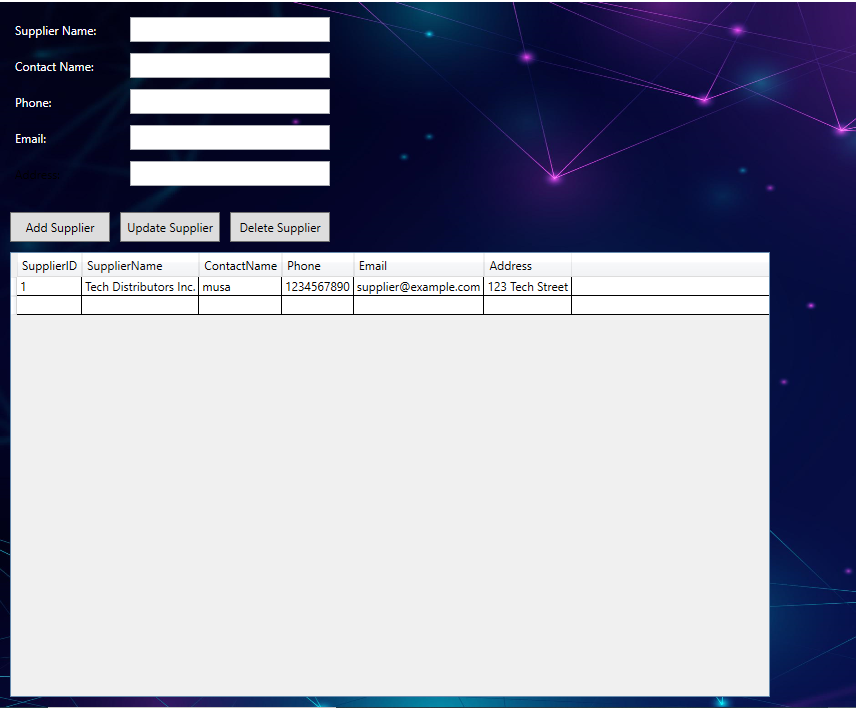 Supplier Name:
Contact Name:
Phone:
Email:
Address:
Add Supplier Update Supplier Delete Supplier
SupplierID SupplierName ContactName Phone Email Address
1 Tech Distributors Inc. musa 1234567890 supplier@example.com 123 Tech Street